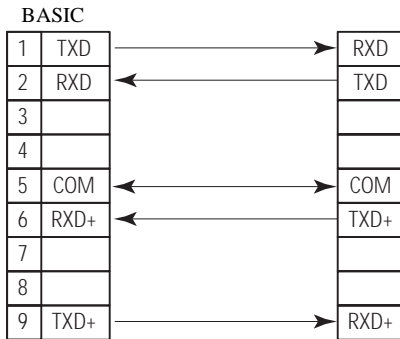 BASIC
1 TXD RXD
2 RXD TXD
3
4
5 COM COM
6 RXD+ TXD+
7
8
9 TXD+ RXD+